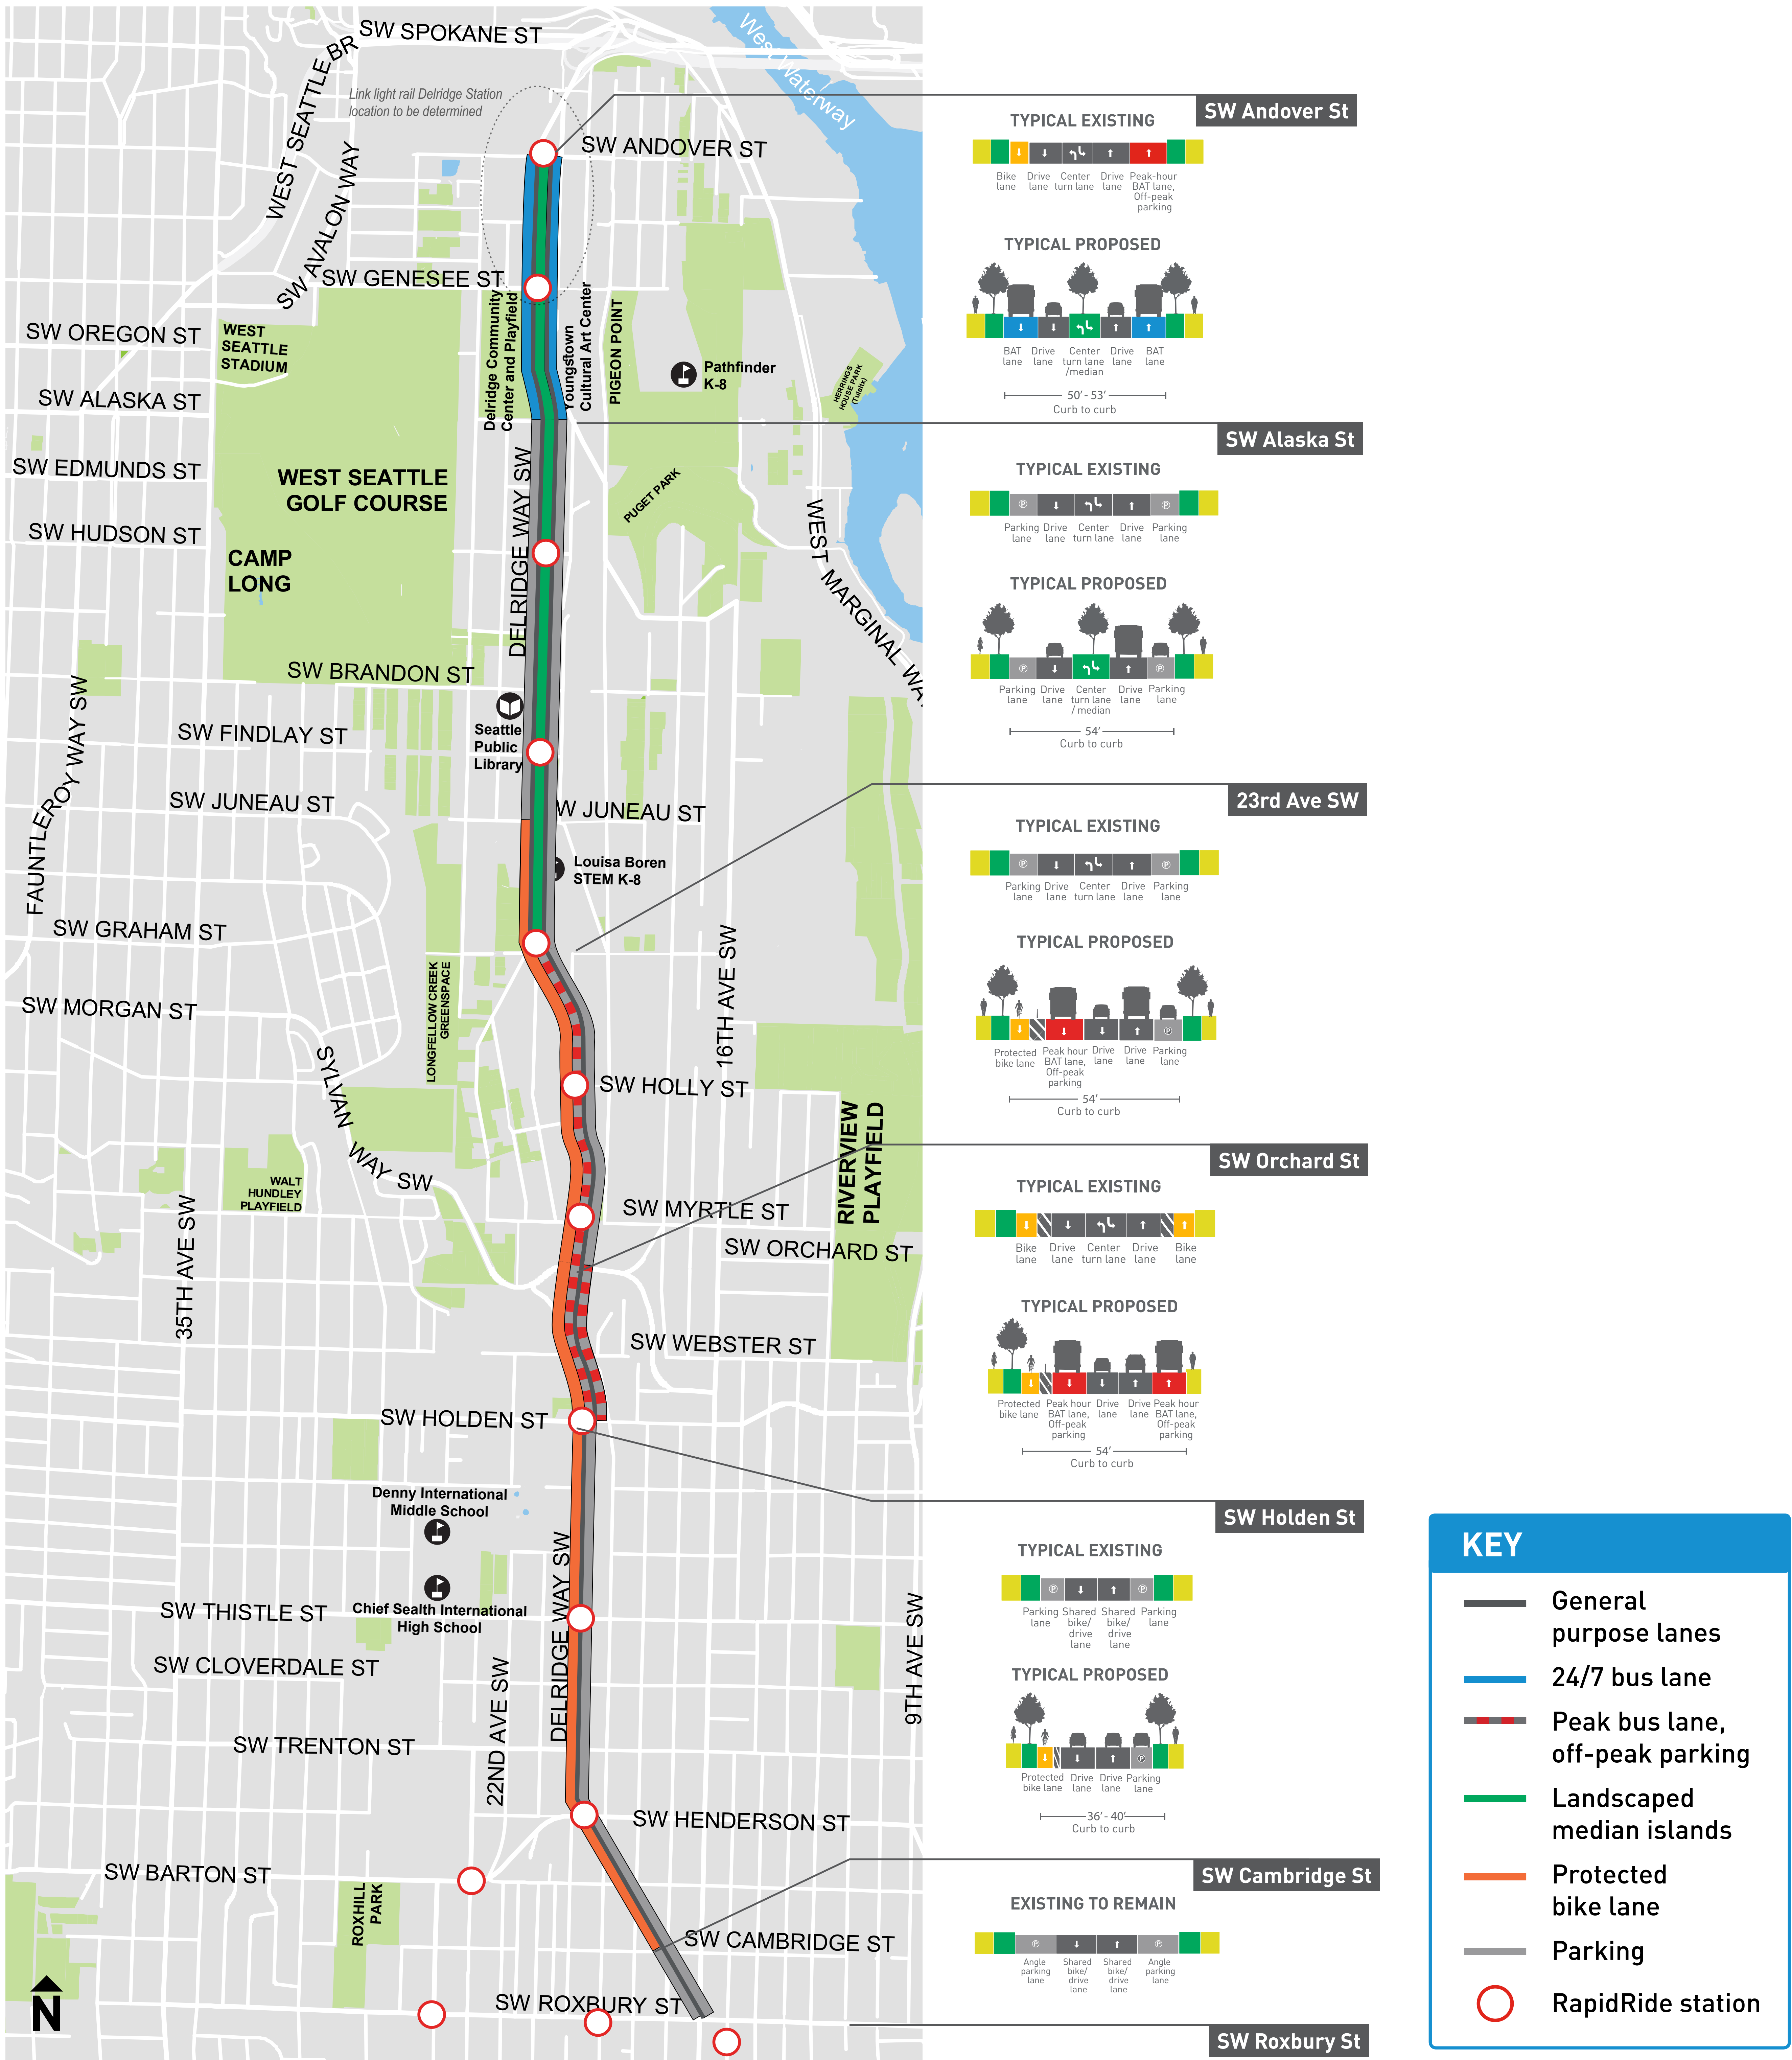 SW SPOKANE ST
WEST SEATTLE BR
West Waterway
Link light rail Delridge Station
location to be determined
SW ANDOVER ST
SW AVALON WAY
SW GENESEE ST
SW OREGON ST
WEST
SEATTLE
STADIUM
Delridge Community
Center and Playfield
Youngstown
Cultural Art Center
PIGEON POINT
Pathfinder
K-8
HERRINGS
HOUSE PARK
(Tulaltx)
SW ALASKA ST
SW EDMUNDS ST
WEST SEATTLE
GOLF COURSE
DELRIDGE WAY SW
PUGET PARK
SW HUDSON ST
CAMP
LONG
WEST MARGINAL WA
SW BRANDON ST
FAUNTLEROY WAY SW
SW FINDLAY ST
Seattle
Public
Library
SW JUNEAU ST
W JUNEAU ST
Louisa Boren
STEM K-8
SW GRAHAM ST
16TH AVE SW
LONGFELLOW CREEK
GREENSPACE
SW MORGAN ST
SYLVAN WAY SW
SW HOLLY ST
RIVERVIEW
PLAYFIELD
WALT
HUNDLEY
PLAYFIELD
35TH AVE SW
SW MYRTLE ST
SW ORCHARD ST
SW WEBSTER ST
SW HOLDEN ST
Denny International
Middle School
DELRIDGE WAY SW
Chief Sealth International
High School
SW THISTLE ST
9TH AVE SW
SW CLOVERDALE ST
22ND AVE SW
SW TRENTON ST
SW HENDERSON ST
SW BARTON ST
ROXHILL
PARK
SW CAMBRIDGE ST
N
SW ROXBURY ST
SW Andover St
TYPICAL EXISTING
Bike
lane
Drive
lane
Center
turn lane
Drive
lane
Peak-hour
BAT lane,
Off-peak
parking
TYPICAL PROPOSED
BAT
lane
Drive
lane
Center
turn lane
/median
Drive
lane
BAT
lane
50' - 53'
Curb to curb
SW Alaska St
TYPICAL EXISTING
P
P
Parking
lane
Drive
lane
Center
turn lane
Drive
lane
Parking
lane
TYPICAL PROPOSED
P
P
Parking
lane
Drive
lane
Center
turn lane
/ median
Drive
lane
Parking
lane
54'
Curb to curb
23rd Ave SW
TYPICAL EXISTING
P
P
Parking
lane
Drive
lane
Center
turn lane
Drive
lane
Parking
lane
TYPICAL PROPOSED
P
Protected
bike lane
Peak hour
BAT lane,
Off-peak
parking
Drive
lane
Drive
lane
Parking
lane
54'
Curb to curb
SW Orchard St
TYPICAL EXISTING
Bike
lane
Drive
lane
Center
turn lane
Drive
lane
Bike
lane
TYPICAL PROPOSED
Protected
bike lane
Peak hour
BAT lane,
Off-peak
parking
Drive
lane
Drive
lane
Peak hour
BAT lane,
Off-peak
parking
54'
Curb to curb
SW Holden St
TYPICAL EXISTING
P
P
Parking
lane
Shared
bike/
drive
lane
Shared
bike/
drive
lane
Parking
lane
TYPICAL PROPOSED
P
Protected
bike lane
Drive
lane
Drive
lane
Parking
lane
36' - 40'
Curb to curb
SW Cambridge St
EXISTING TO REMAIN
P
P
Angle
parking
lane
Shared
bike/
drive
lane
Shared
bike/
drive
lane
Angle
parking
lane
SW Roxbury St
KEY
General
purpose lanes
24/7 bus lane
Peak bus lane,
off-peak parking
Landscaped
median islands
Protected
bike lane
Parking
RapidRide station